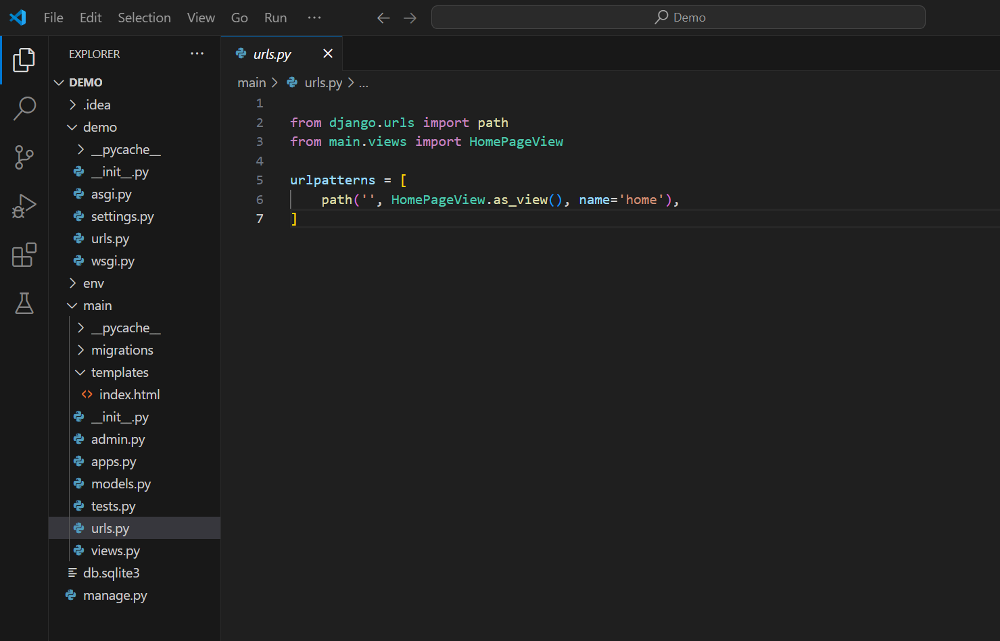 File Edit Selection View Go Run ... Demo
EXPLORER ...
urls.py
DEMO
.idea
demo
__pycache__
__init__.py
asgi.py
settings.py
urls.py
wsgi.py
env
main
__pycache__
migrations
templates
index.html
__init__.py
admin.py
apps.py
models.py
tests.py
urls.py
views.py
db.sqlite3
manage.py
main > urls.py > ...
1
2 from django.urls import path
3 from main.views import HomePageView
4
5 urlpatterns = [
6     path('', HomePageView.as_view(), name='home'),
7 ]